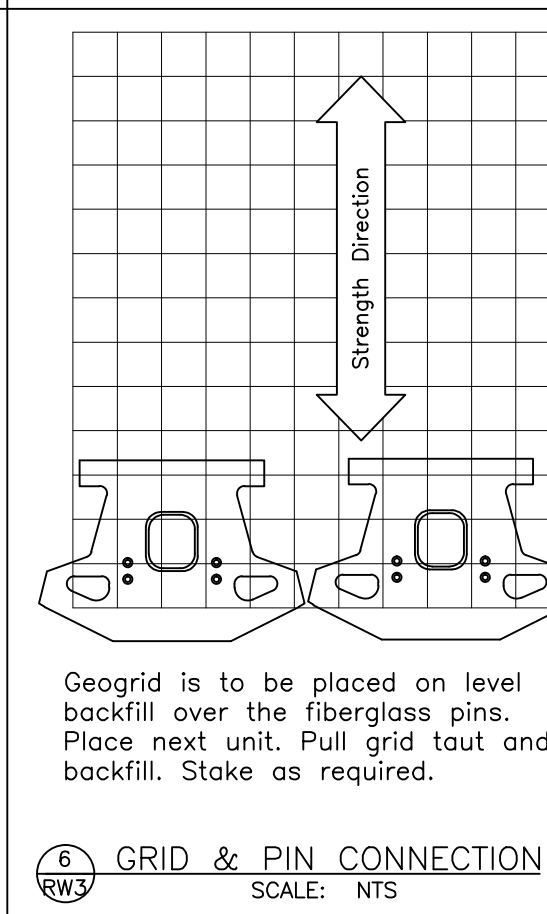 Strength Direction
Geogrid is to be placed on level
backfill over the fiberglass pins.
Place next unit. Pull grid taut and
backfill. Stake as required.
6
RW3
GRID & PIN CONNECTION
SCALE: NTS